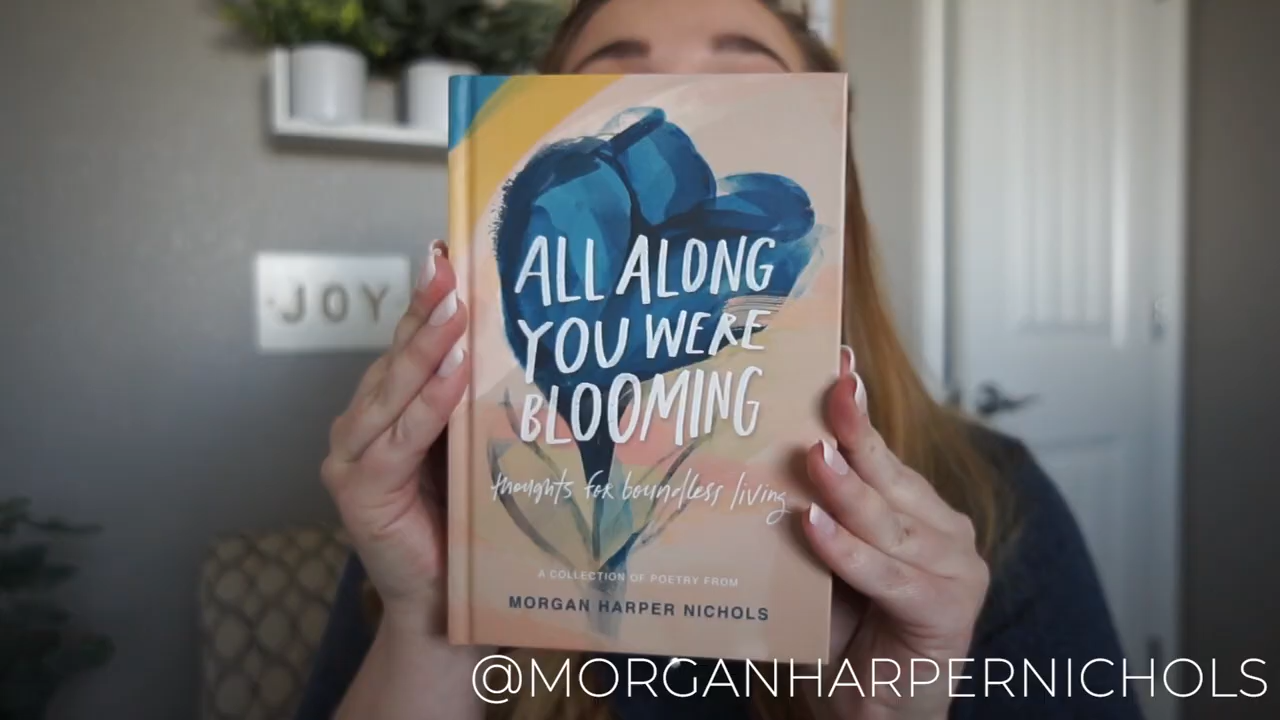 JOY
ALL ALONG
YOU WERE
BLOOMING
thoughts for boundless living
A COLLECTION OF POETRY FROM
MORGAN HARPER NICHOLS
@MORGANHARPERNICHOLS